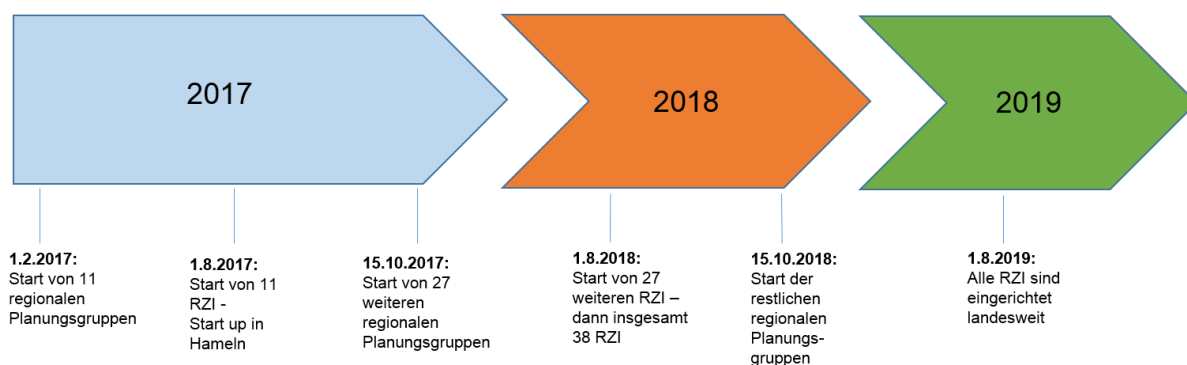 2017
2018
2019
1.2.2017:
Start von 11
regionalen
Planungsgruppen
1.8.2017:
Start von 11
RZI -
Start up in
Hameln
15.10.2017:
Start von 27
weiteren
regionalen
Planungsgruppen
1.8.2018:
Start von 27
weiteren RZI –
dann insgesamt
38 RZI
15.10.2018:
Start der
restlichen
regionalen
Planungs-
gruppen
1.8.2019:
Alle RZI sind
eingerichtet
landesweit